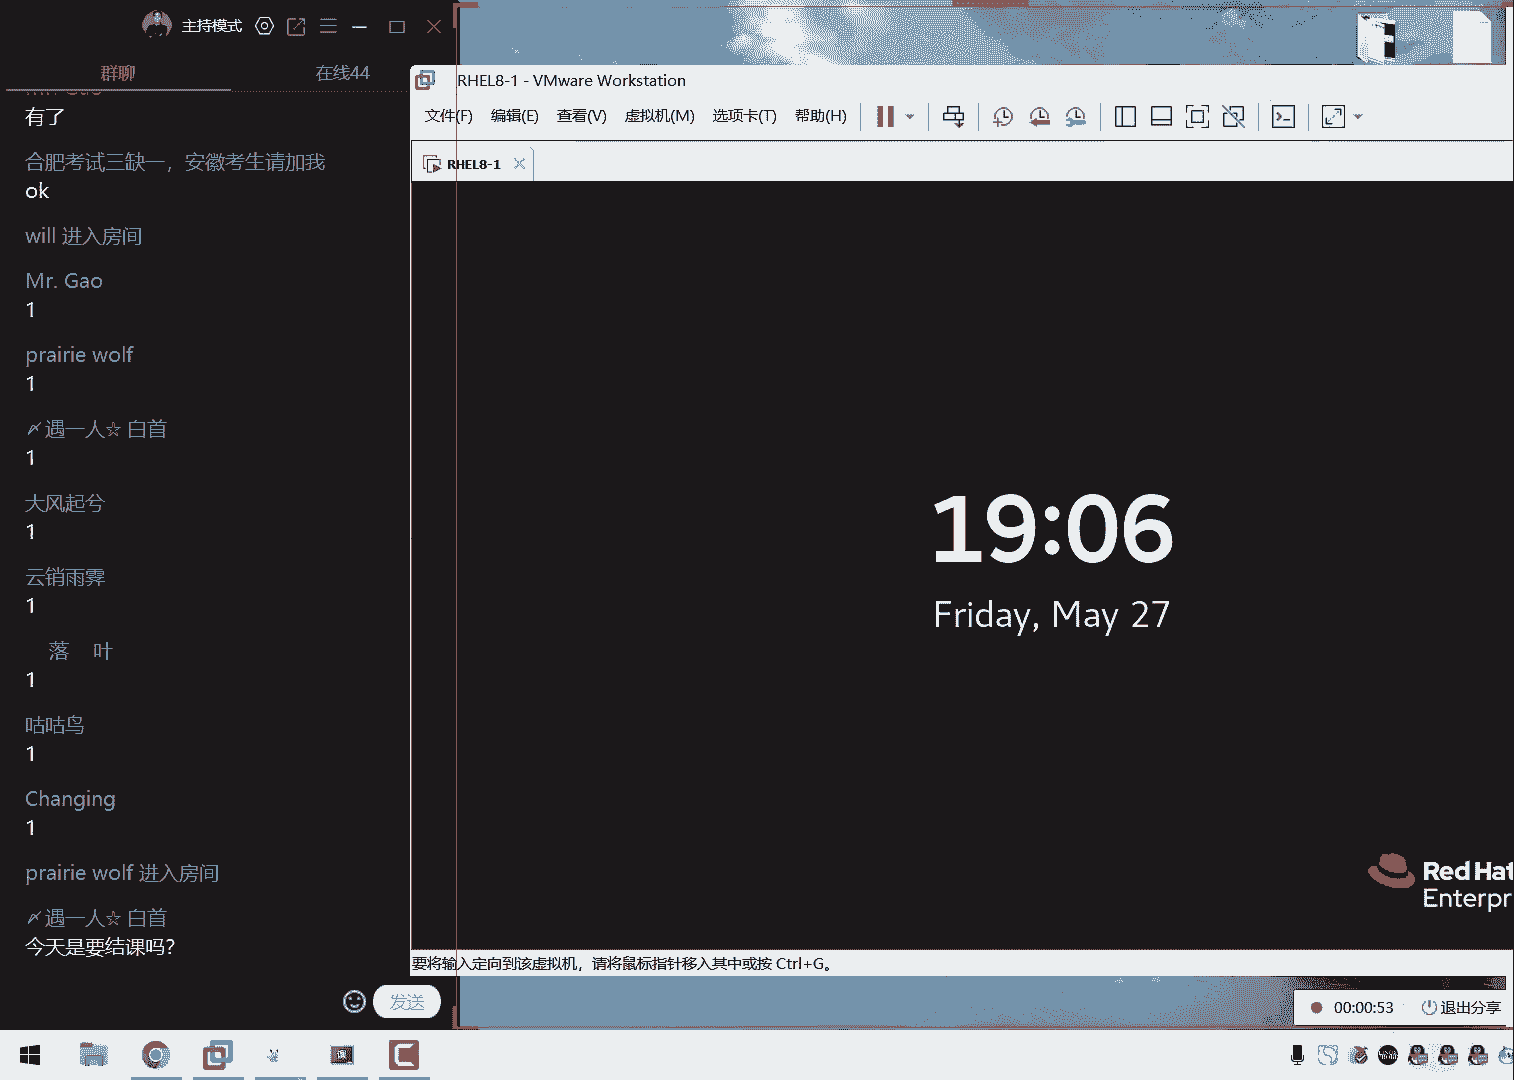 主持模式
群聊
在线44
有了
合肥考试三缺一，安徽考生请加我
ok
will 进入房间
Mr. Gao
1
prairie wolf
1
〆遇一人☆ 白首
1
大风起兮
1
云销雨霁
1
落 叶
1
咕咕鸟
1
Changing
1
prairie wolf 进入房间
〆遇一人☆ 白首
今天是要结课吗？
发送
RHEL8-1 - VMware Workstation
文件(F) 编辑(E) 查看(V) 虚拟机(M) 选项卡(T) 帮助(H)
RHEL8-1
19:06
Friday, May 27
Red Hat
Enterpr
要将输入定向到该虚拟机，请将鼠标指针移入其中或按 Ctrl+G。
00:00:53
退出分享